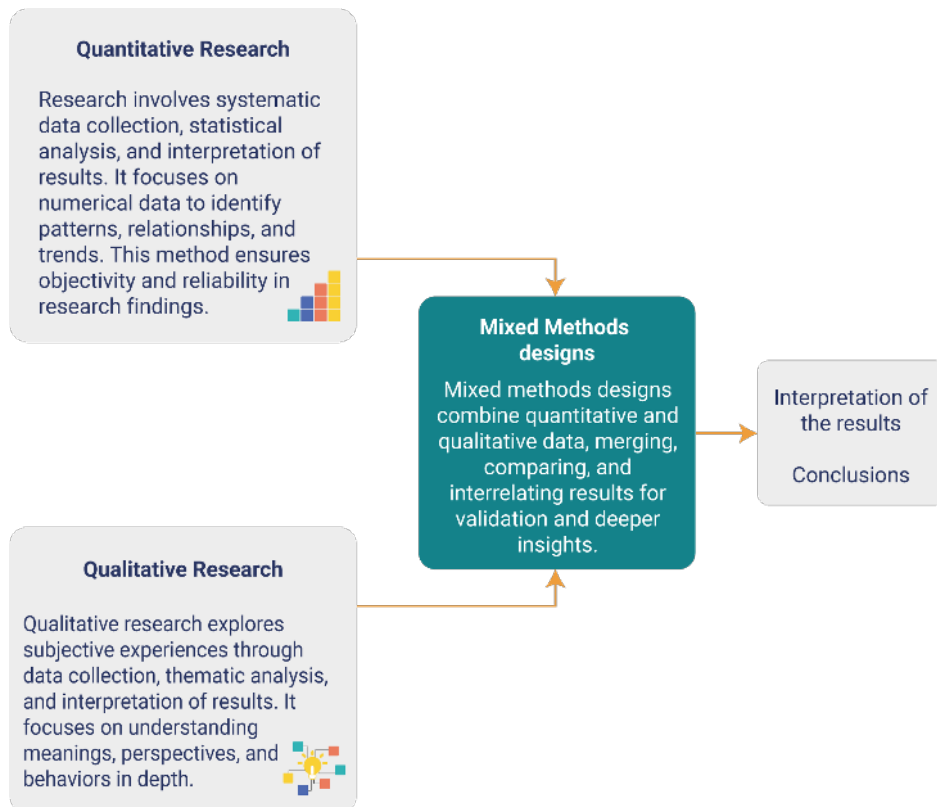 Quantitative Research
Research involves systematic
data collection, statistical
analysis, and interpretation of
results. It focuses on
numerical data to identify
patterns, relationships, and
trends. This method ensures
objectivity and reliability in
research findings.
Mixed Methods
designs
Mixed methods designs
combine quantitative and
qualitative data, merging,
comparing, and
interrelating results for
validation and deeper
insights.
Interpretation of
the results
Conclusions
Qualitative Research
Qualitative research explores
subjective experiences through
data collection, thematic analysis,
and interpretation of results. It
focuses on understanding
meanings, perspectives, and
behaviors in depth.